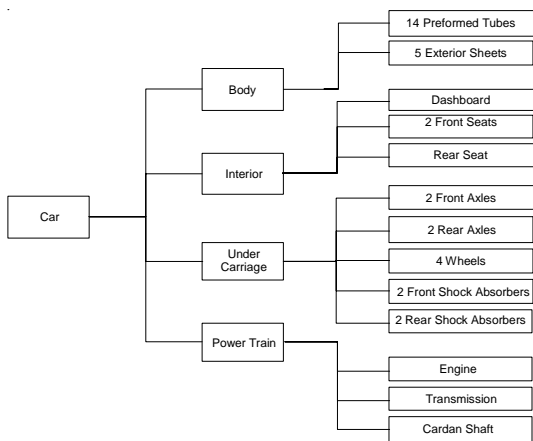 14 Preformed Tubes
5 Exterior Sheets
Body
Dashboard
2 Front Seats
Rear Seat
Interior
Car
2 Front Axles
2 Rear Axles
4 Wheels
2 Front Shock Absorbers
2 Rear Shock Absorbers
Under
Carriage
Power Train
Engine
Transmission
Cardan Shaft